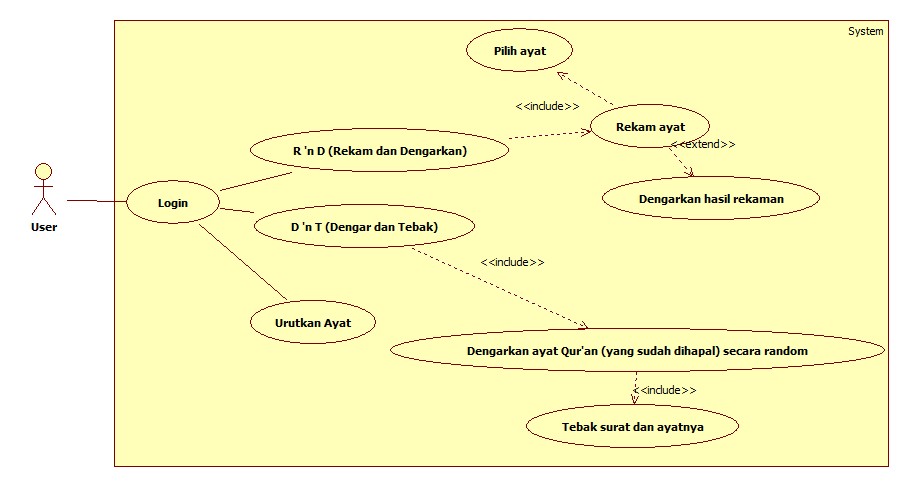 System
Pilih ayat
<<include>>
Rekam ayat
<<extend>>
R 'n D (Rekam dan Dengarkan)
Dengarkan hasil rekaman
Login
User
D 'n T (Dengar dan Tebak)
<<include>>
Urutkan Ayat
Dengarkan ayat Qur'an (yang sudah dihapal) secara random
<<include>>
Tebak surat dan ayatnya